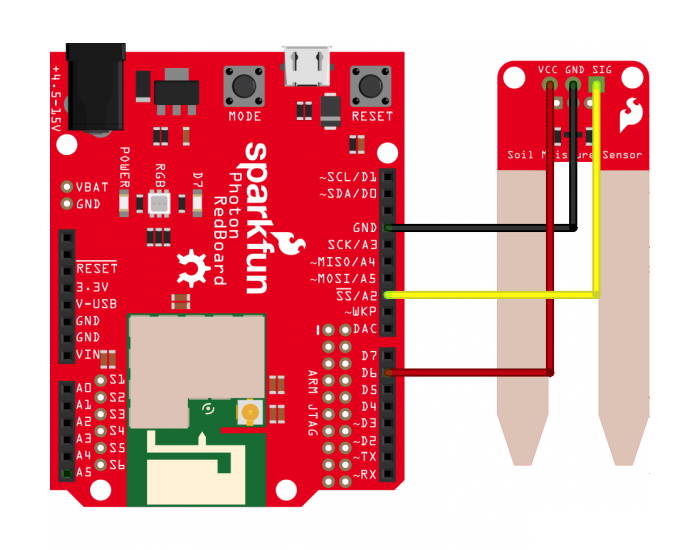 +4.5-15V
MODE
RESET
POWER
RGB
D7
VBAT
GND
sparkfun
Photon
RedBoard
RESET
3.3V
V-USB
GND
GND
VIN
A0
A1
A2
A3
A4
A5
S1
S2
S3
S4
S5
S6
~SCL/D1
~SDA/D0
GND
SCK/A3
~MISO/A4
~MOSI/A5
SS/A2
~WKP
DAC
1
ARM JTAG
D7
D6
D5
D4
~D3
~D2
~TX
~RX
VCC GND SIG
Soil Moisture Sensor